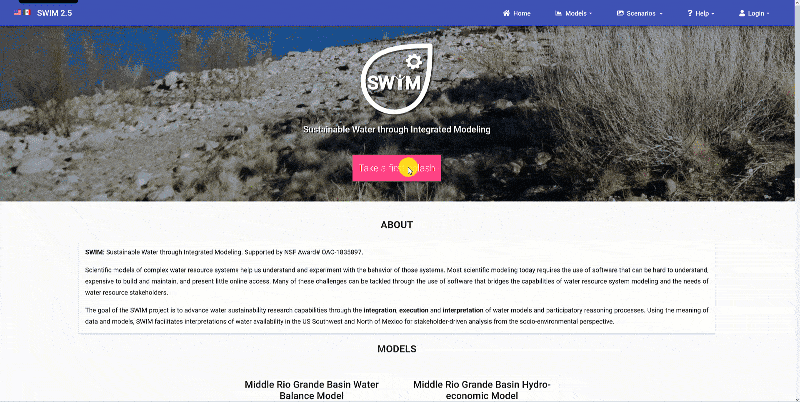 SWIM 2.5
Home
Models
Scenarios
Help
Login
SWIM
Sustainable Water through Integrated Modeling
Take a
ABOUT
SWIM: Sustainable Water through Integrated Modeling. Supported by NSF Award# OAC-1835897.
Scientific models of complex water resource systems help us understand and experiment with the behavior of those systems. Most scientific modeling today requires the use of software that can be hard to understand,
expensive to build and maintain, and present little online access. Many of these challenges can be tackled through the use of software that bridges the capabilities of water resource system modeling and the needs of
water resource stakeholders.
The goal of the SWIM project is to advance water sustainability research capabilities through the integration, execution and interpretation of water models and participatory reasoning processes. Using the meaning of
data and models, SWIM facilitates interpretations of water availability in the US Southwest and North of Mexico for stakeholder-driven analysis from the socio-environmental perspective.
MODELS
Middle Rio Grande Basin Water
Balance Model
Middle Rio Grande Basin Hydro-
economic Model